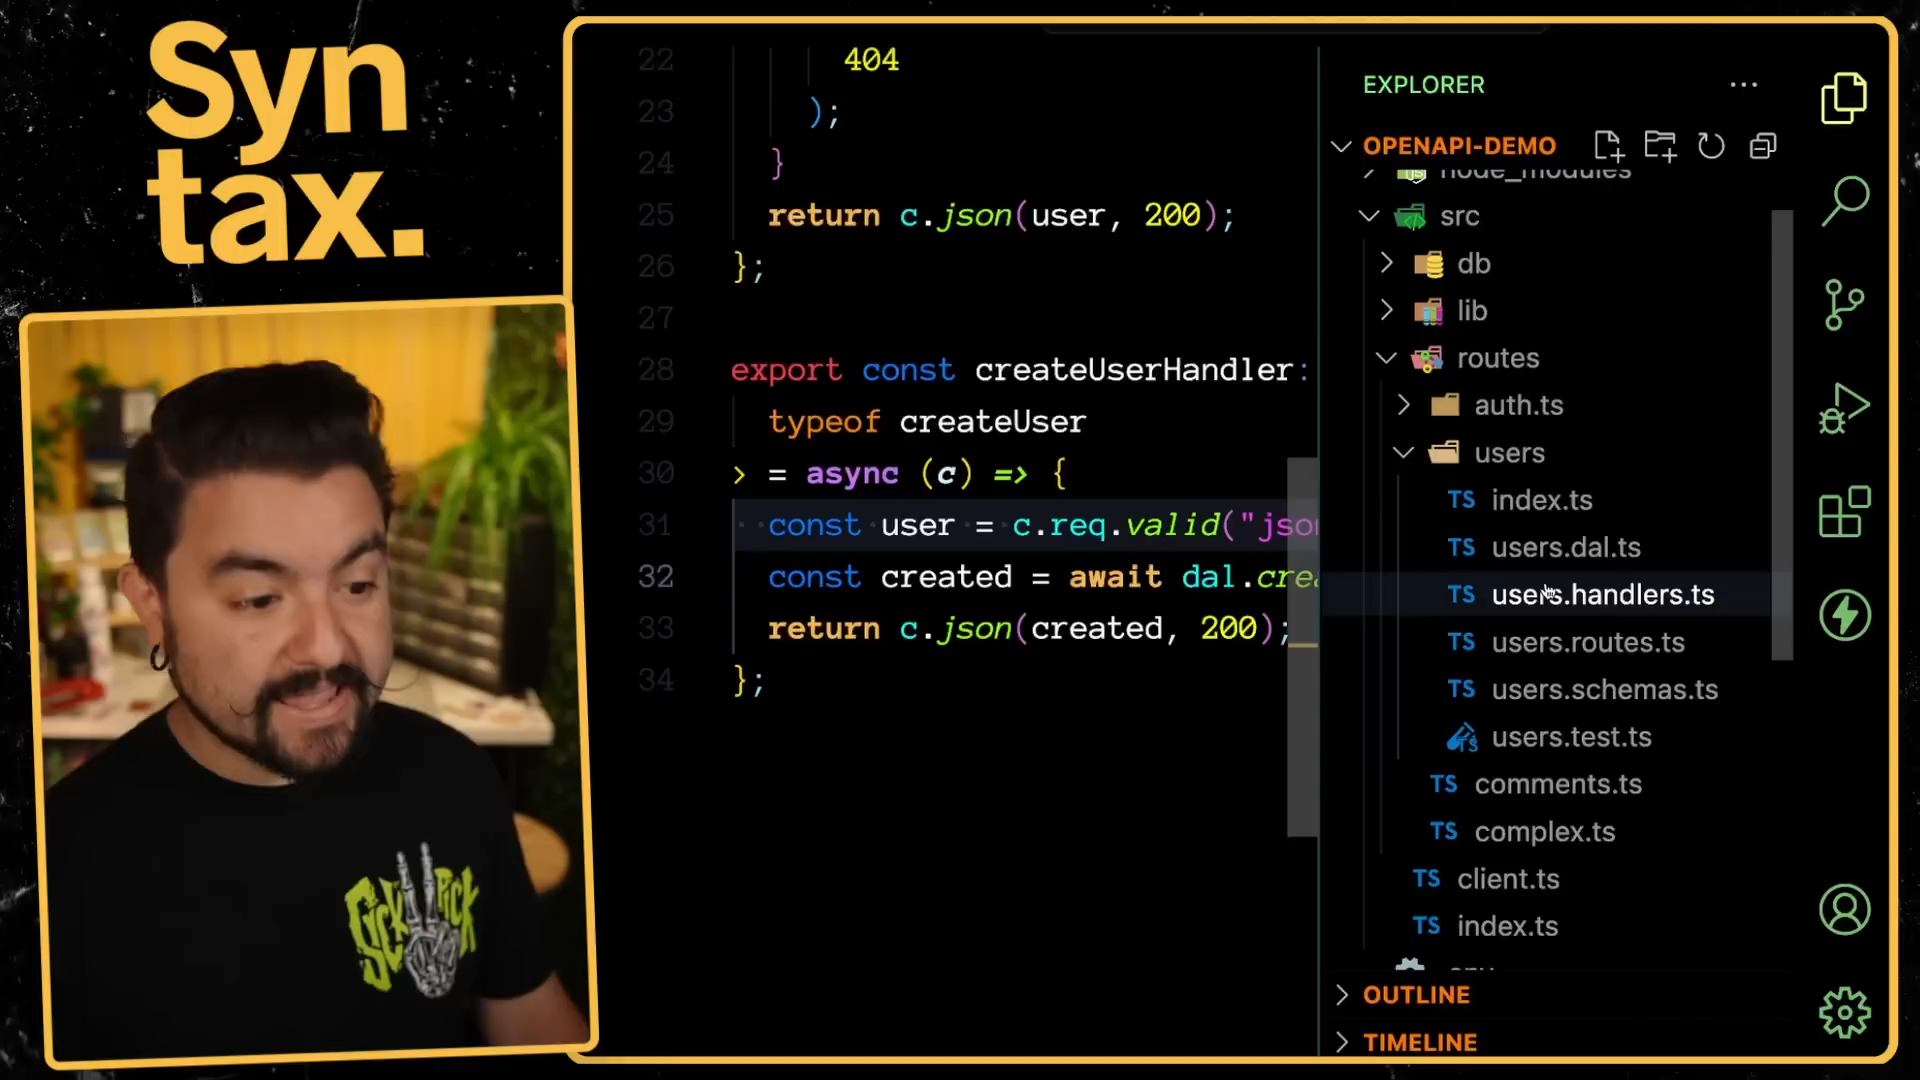 Syn
tax.
22 404
23 );
24 }
25 return c.json(user, 200);
26 };
27
28 export const createUserHandler:
29 typeof createUser
30 > = async (c) => {
31 const user = c.req.valid("jso
32 const created = await dal.crea
33 return c.json(created, 200);
34 };
EXPLORER
OPENAPI-DEMO
node_modules
src
db
lib
routes
auth.ts
users
TS index.ts
TS users.dal.ts
TS users.handlers.ts
TS users.routes.ts
TS users.schemas.ts
users.test.ts
TS comments.ts
TS complex.ts
TS client.ts
TS index.ts
OUTLINE
TIMELINE
SICK PICK